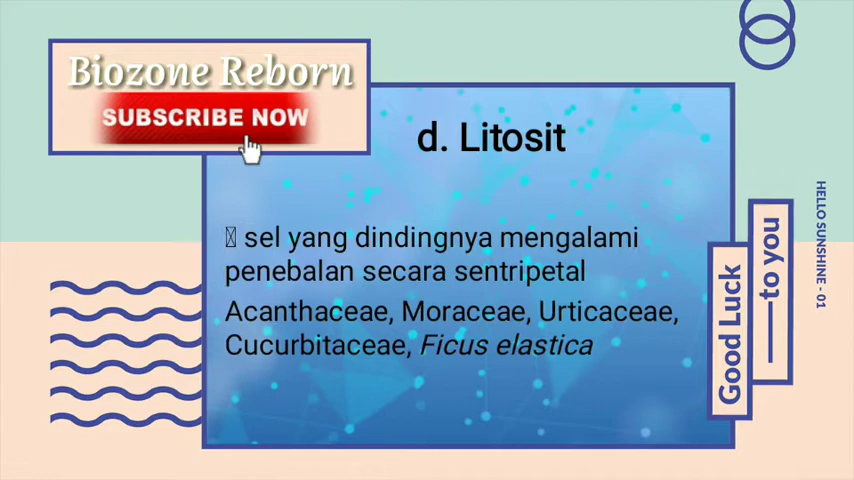 Biozone Reborn
SUBSCRIBE NOW
d. Litosit
sel yang dindingnya mengalami
penebalan secara sentripetal
Acanthaceae, Moraceae, Urticaceae,
Cucurbitaceae, Ficus elastica
Good Luck
to you
HELLO SUNSHINE - 01